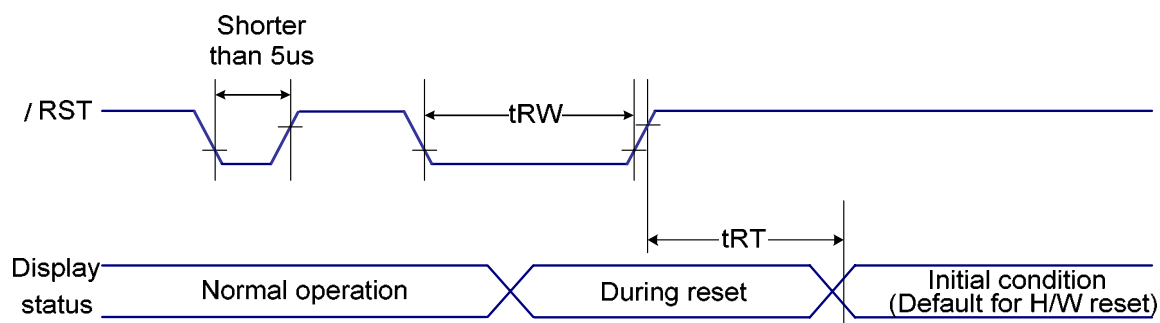 Shorter
than 5us
/ RST
tRW
tRT
Display
status
Normal operation
During reset
Initial condition
(Default for H/W reset)